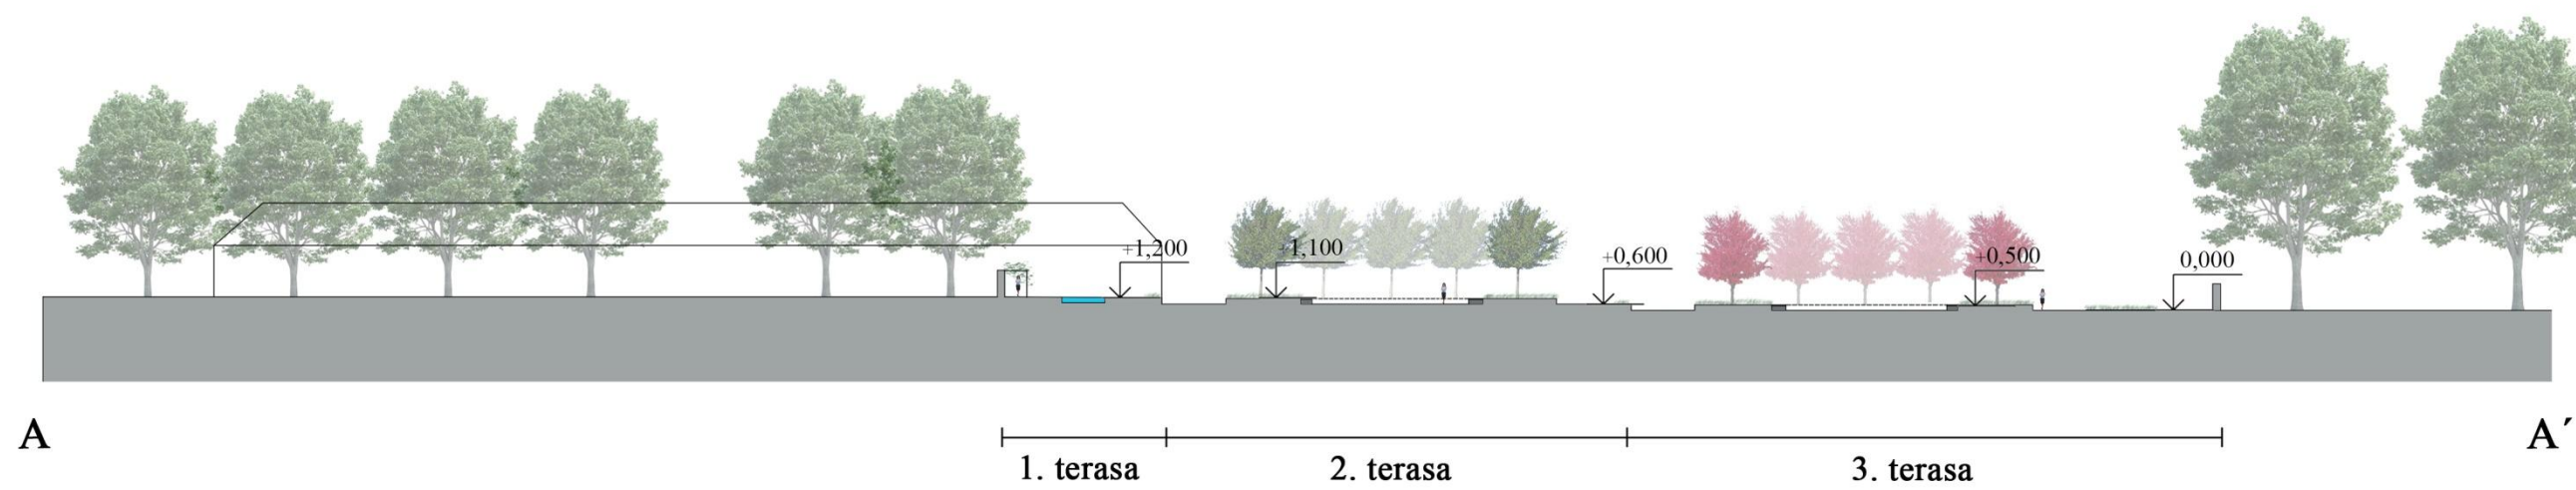 +1,200
+1,100
+0,600
+0,500
0,000
A
A´
1. terasa
2. terasa
3. terasa